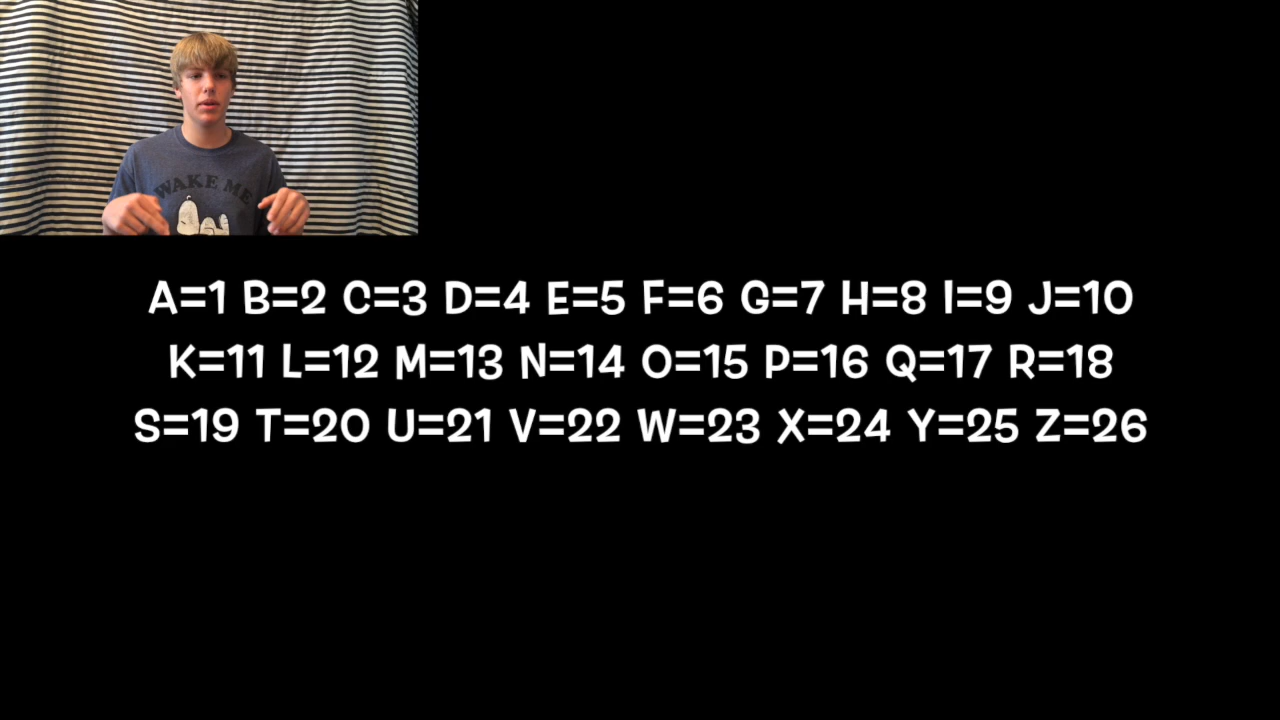 WAKE ME
A=1 B=2 C=3 D=4 E=5 F=6 G=7 H=8 I=9 J=10
K=11 L=12 M=13 N=14 O=15 P=16 Q=17 R=18
S=19 T=20 U=21 V=22 W=23 X=24 Y=25 Z=26